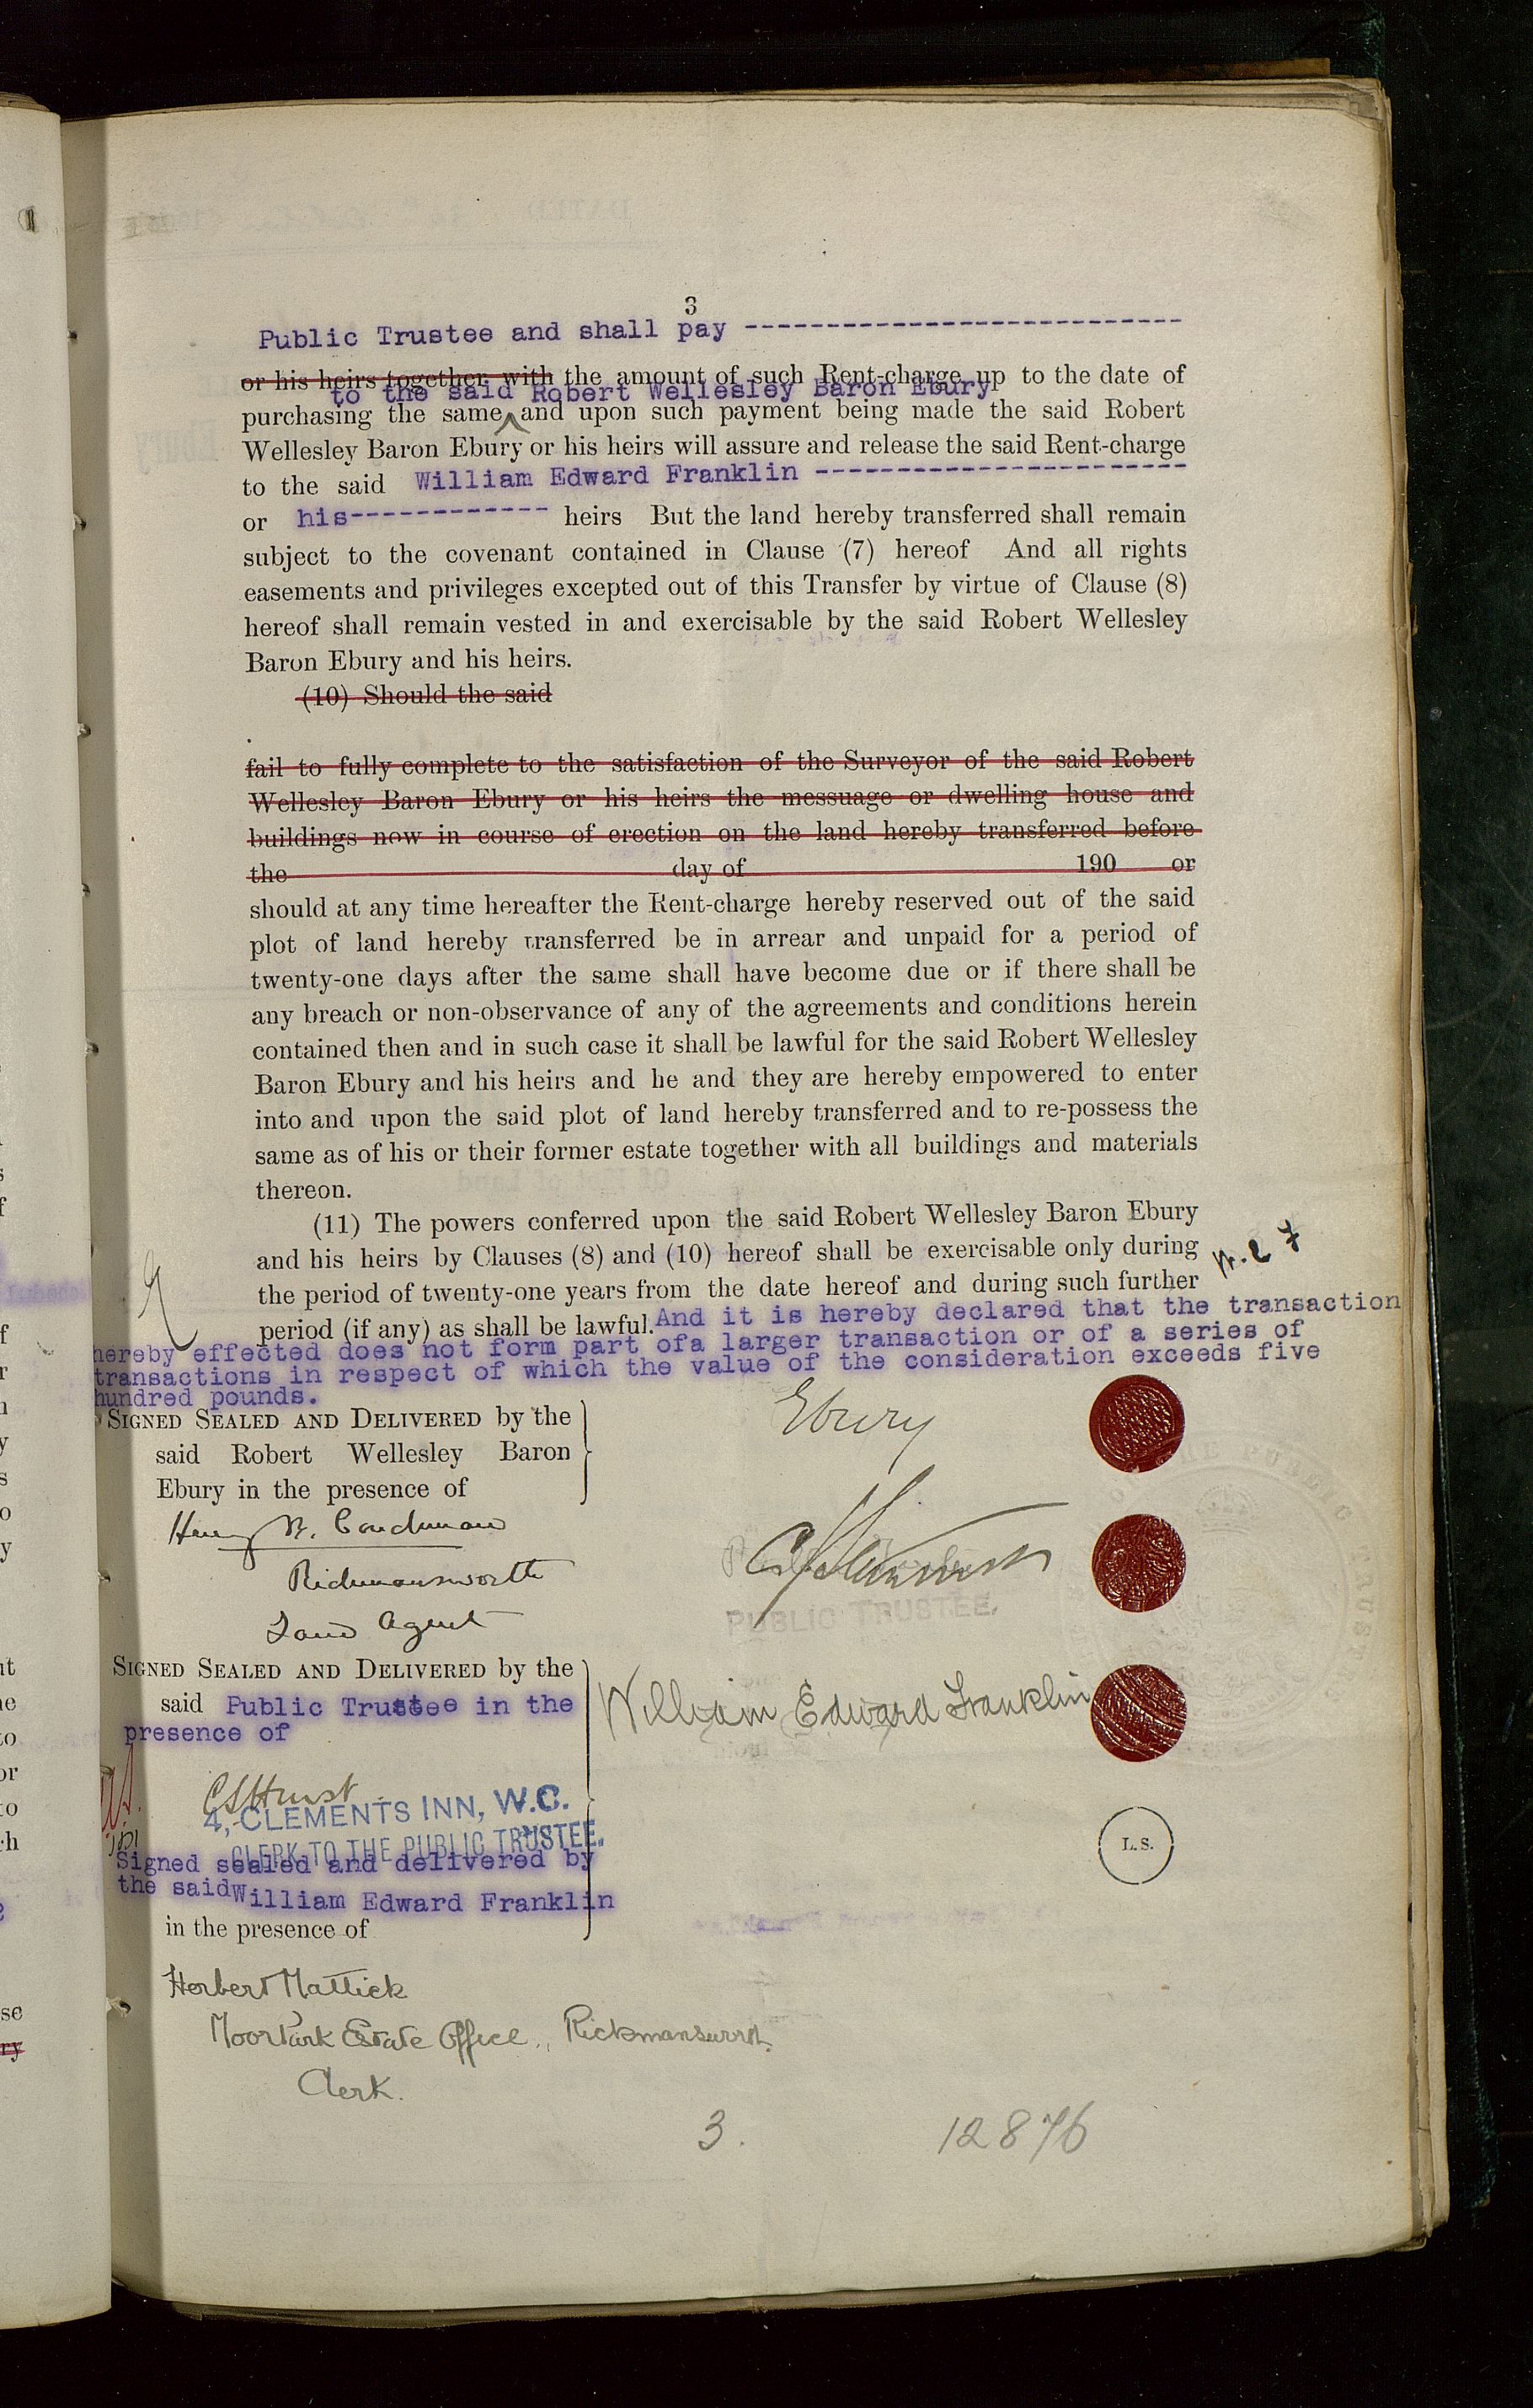 3
Public Trustee and shall pay ---------------------------
or his heirs together with the amount of such Rent-charge up to the date of
to the said Robert Wellesley Baron Ebury
purchasing the same and upon such payment being made the said Robert
Wellesley Baron Ebury or his heirs will assure and release the said Rent-charge
to the said William Edward Franklin -----------------------
or his------------ heirs But the land hereby transferred shall remain
subject to the covenant contained in Clause (7) hereof And all rights
easements and privileges excepted out of this Transfer by virtue of Clause (8)
hereof shall remain vested in and exercisable by the said Robert Wellesley
Baron Ebury and his heirs.
(10) Should the said
fail to fully complete to the satisfaction of the Surveyor of the said Robert
Wellesley Baron Ebury or his heirs the messuage or dwelling house and
buildings now in course of erection on the land hereby transferred before
the day of 190 or
should at any time hereafter the Rent-charge hereby reserved out of the said
plot of land hereby transferred be in arrear and unpaid for a period of
twenty-one days after the same shall have become due or if there shall be
any breach or non-observance of any of the agreements and conditions herein
contained then and in such case it shall be lawful for the said Robert Wellesley
Baron Ebury and his heirs and he and they are hereby empowered to enter
into and upon the said plot of land hereby transferred and to re-possess the
same as of his or their former estate together with all buildings and materials
thereon.
(11) The powers conferred upon the said Robert Wellesley Baron Ebury
and his heirs by Clauses (8) and (10) hereof shall be exercisable only during
the period of twenty-one years from the date hereof and during such further
period (if any) as shall be lawful. And it is hereby declared that the transaction
hereby effected does not form part ofa larger transaction or of a series of
transactions in respect of which the value of the consideration exceeds five
hundred pounds.
SIGNED SEALED AND DELIVERED by the
said Robert Wellesley Baron
Ebury in the presence of
Ebury
Rickmansworth
Land Agent
PUBLIC TRUSTEE.
SIGNED SEALED AND DELIVERED by the
said Public Trustee in the
presence of
William Edward Franklin
4, CLEMENTS INN, W.C.
CLERK TO THE PUBLIC TRUSTEE.
L.S.
Signed sealed and delivered by
the said William Edward Franklin
in the presence of
Herbert Mattick
Moor Park Estate Office, Rickmansworth.
Clerk.
3.
12876